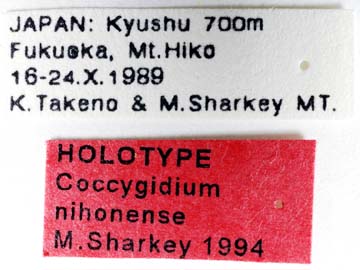 JAPAN: Kyushu 700m
Fukuoka, Mt.Hiko
16-24.X.1989
K.Takeno & M.Sharkey MT.
HOLOTYPE
Coccygidium
nihonense
M.Sharkey 1994